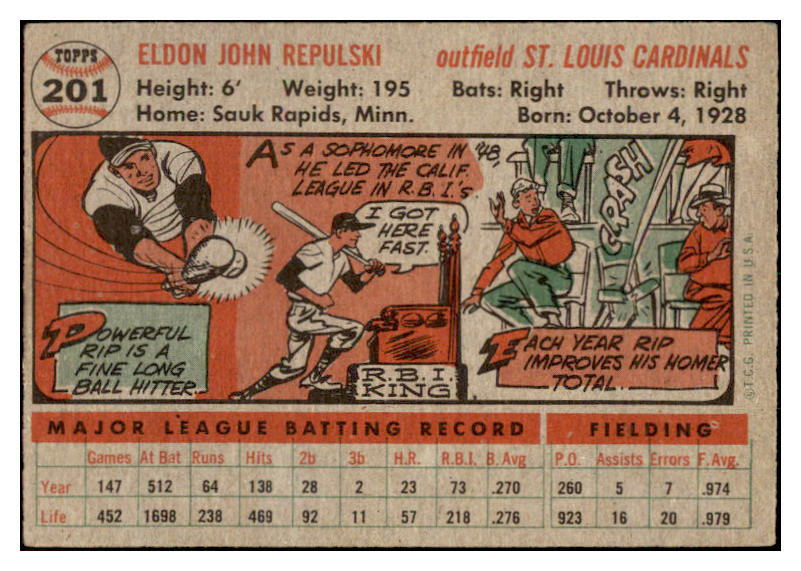 TOPPS
201
ELDON JOHN REPULSKI outfield ST. LOUIS CARDINALS
Height: 6' Weight: 195 Bats: Right Throws: Right
Home: Sauk Rapids, Minn. Born: October 4, 1928
POWERFUL
RIP IS A
FINE LONG
BALL HITTER.
AS A SOPHOMORE IN '48,
HE LED THE CALIF.
LEAGUE IN R.B.I.'s
I GOT
HERE
FAST.
R.B.I.
KING
CRASH
EACH YEAR RIP
IMPROVES HIS HOMER
TOTAL.
©T.C.G. PRINTED IN U.S.A.
MAJOR LEAGUE BATTING RECORD FIELDING
Games At Bat Runs Hits 2b 3b H.R. R.B.I. B. Avg P.O. Assists Errors F. Avg.
Year 147 512 64 138 28 2 23 73 .270 260 5 7 .974
Life 452 1698 238 469 92 11 57 218 .276 923 16 20 .979